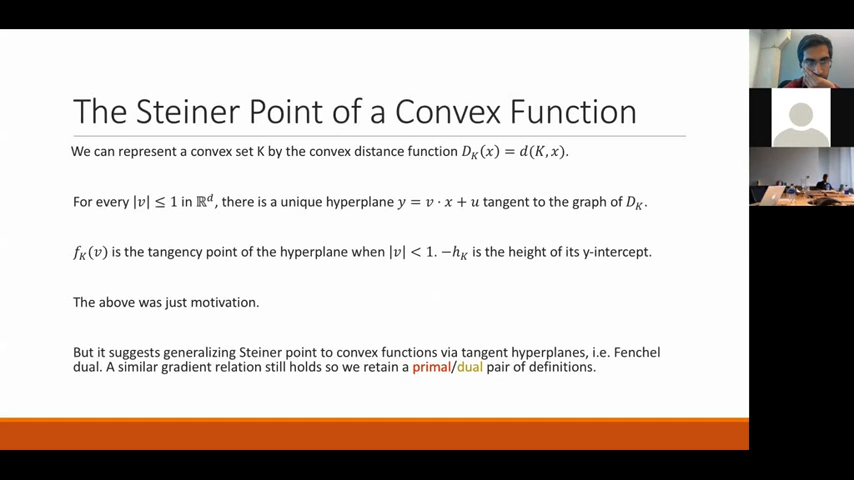 The Steiner Point of a Convex Function
We can represent a convex set K by the convex distance function D_K(x) = d(K, x).
For every |v| ≤ 1 in ℝ^d, there is a unique hyperplane y = v · x + u tangent to the graph of D_K.
f_K(v) is the tangency point of the hyperplane when |v| < 1. −h_K is the height of its y-intercept.
The above was just motivation.
But it suggests generalizing Steiner point to convex functions via tangent hyperplanes, i.e. Fenchel
dual. A similar gradient relation still holds so we retain a primal/dual pair of definitions.